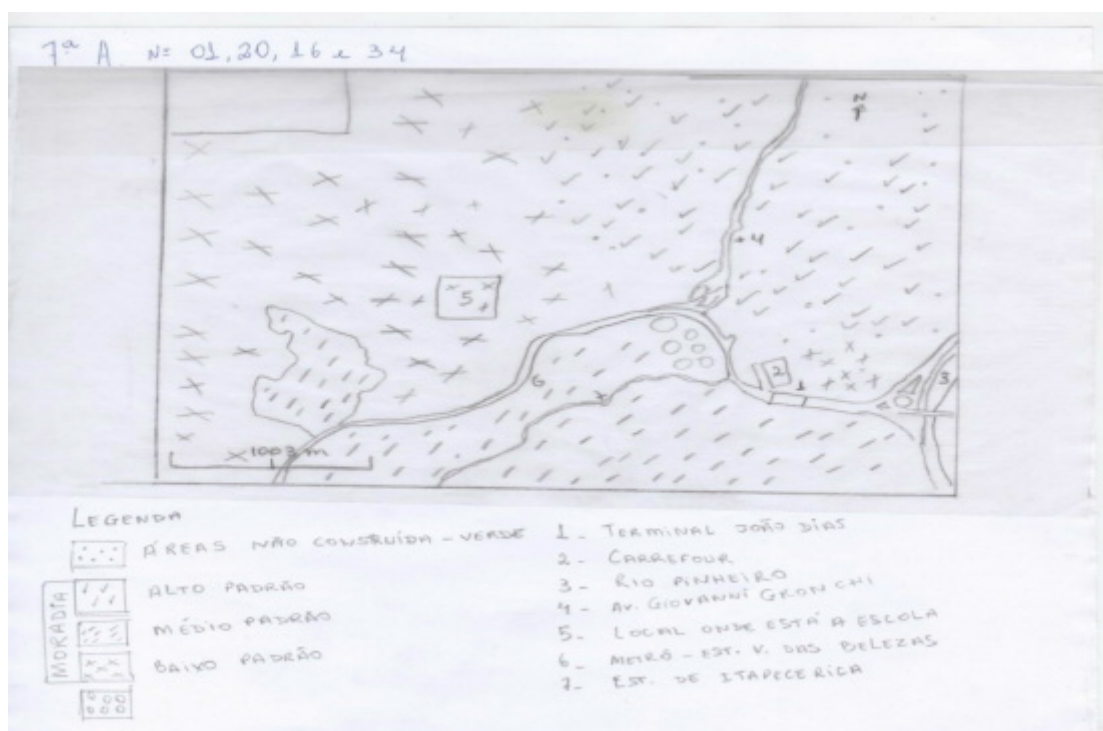 7ª A Nº 01, 20, 16 e 34
N
4
5
2
1
3
6
1003 m
LEGENDA
ÁREAS NÃO CONSTRUÍDA - VERDE
MORADIA
ALTO PADRÃO
MÉDIO PADRÃO
BAIXO PADRÃO
1- TERMINAL JOÃO DIAS
2- CARREFOUR
3- RIO PINHEIRO
4- AV. GIOVANNI GRONCHI
5- LOCAL ONDE ESTÁ A ESCOLA
6- METRÔ - EST. V. DAS BELEZAS
7- EST. DE ITAPECERICA